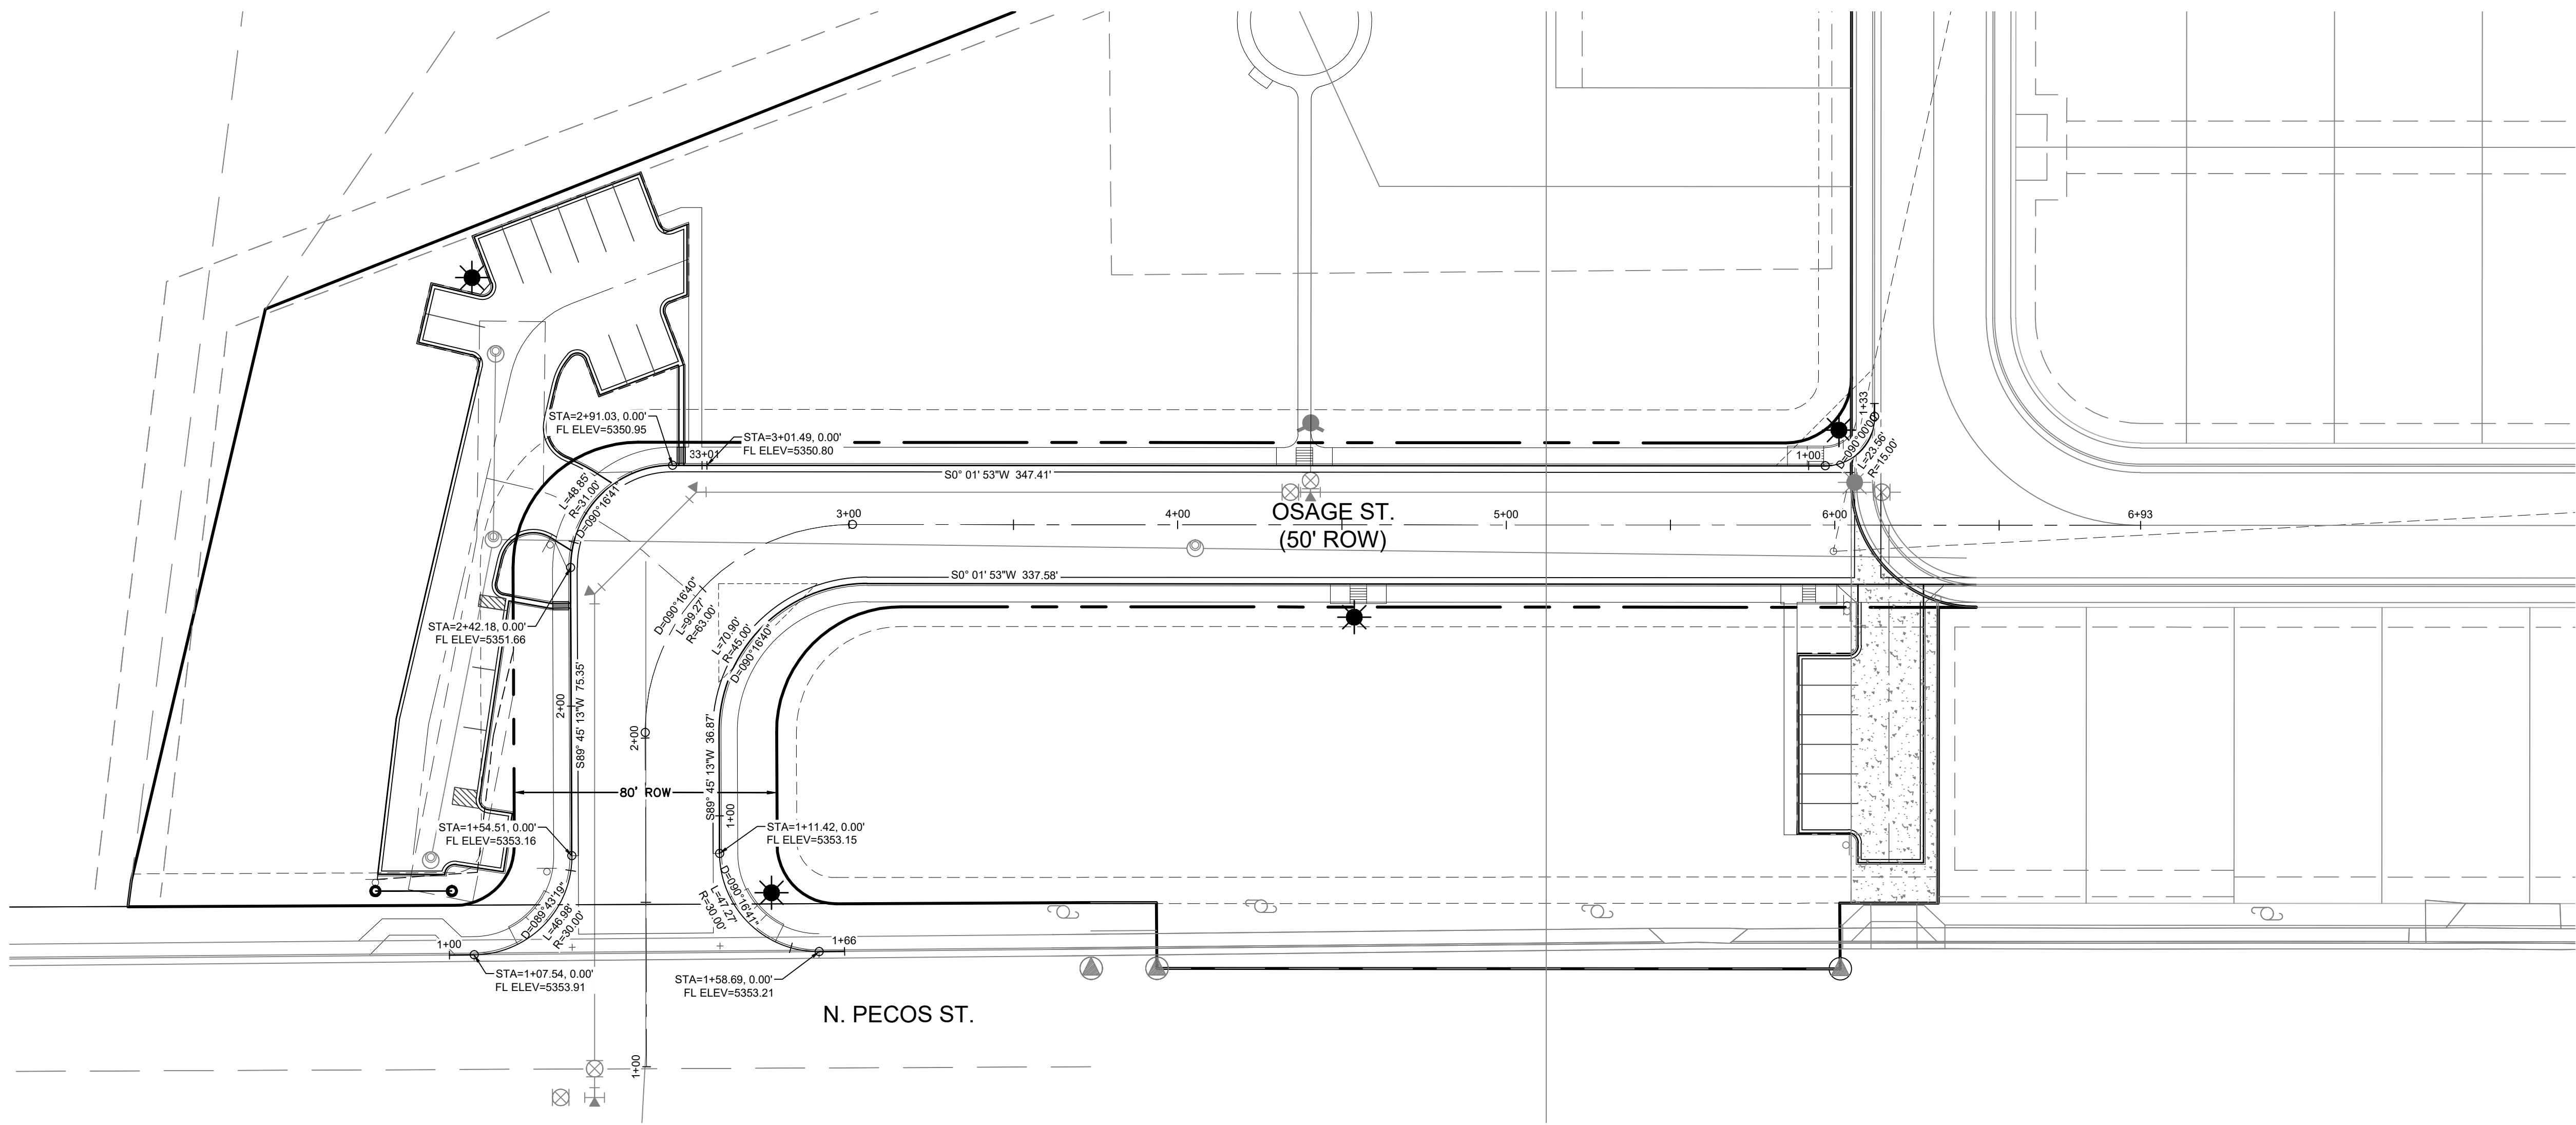 STA=2+91.03, 0.00'
FL ELEV=5350.95
STA=3+01.49, 0.00'
FL ELEV=5350.80
33+01
1+33
D=090°00'00"
L=23.56'
R=15.00'
1+00
S0° 01' 53"W 347.41'
L=48.85'
R=31.00'
D=090°16'41"
OSAGE ST.
(50' ROW)
3+00
4+00
5+00
6+00
6+93
S0° 01' 53"W 337.58'
D=090°16'40"
L=99.27'
R=63.00'
L=70.90'
R=45.00'
D=090°16'40"
STA=2+42.18, 0.00'
FL ELEV=5351.66
2+00
S89° 45' 13"W 75.35'
2+00
S89° 45' 13"W 36.87'
1+00
80' ROW
STA=1+54.51, 0.00'
FL ELEV=5353.16
STA=1+11.42, 0.00'
FL ELEV=5353.15
D=089°43'19"
L=46.98'
R=30.00'
D=090°16'41"
L=47.27'
R=30.00'
1+00
1+66
STA=1+07.54, 0.00'
FL ELEV=5353.91
STA=1+58.69, 0.00'
FL ELEV=5353.21
N. PECOS ST.
1+00